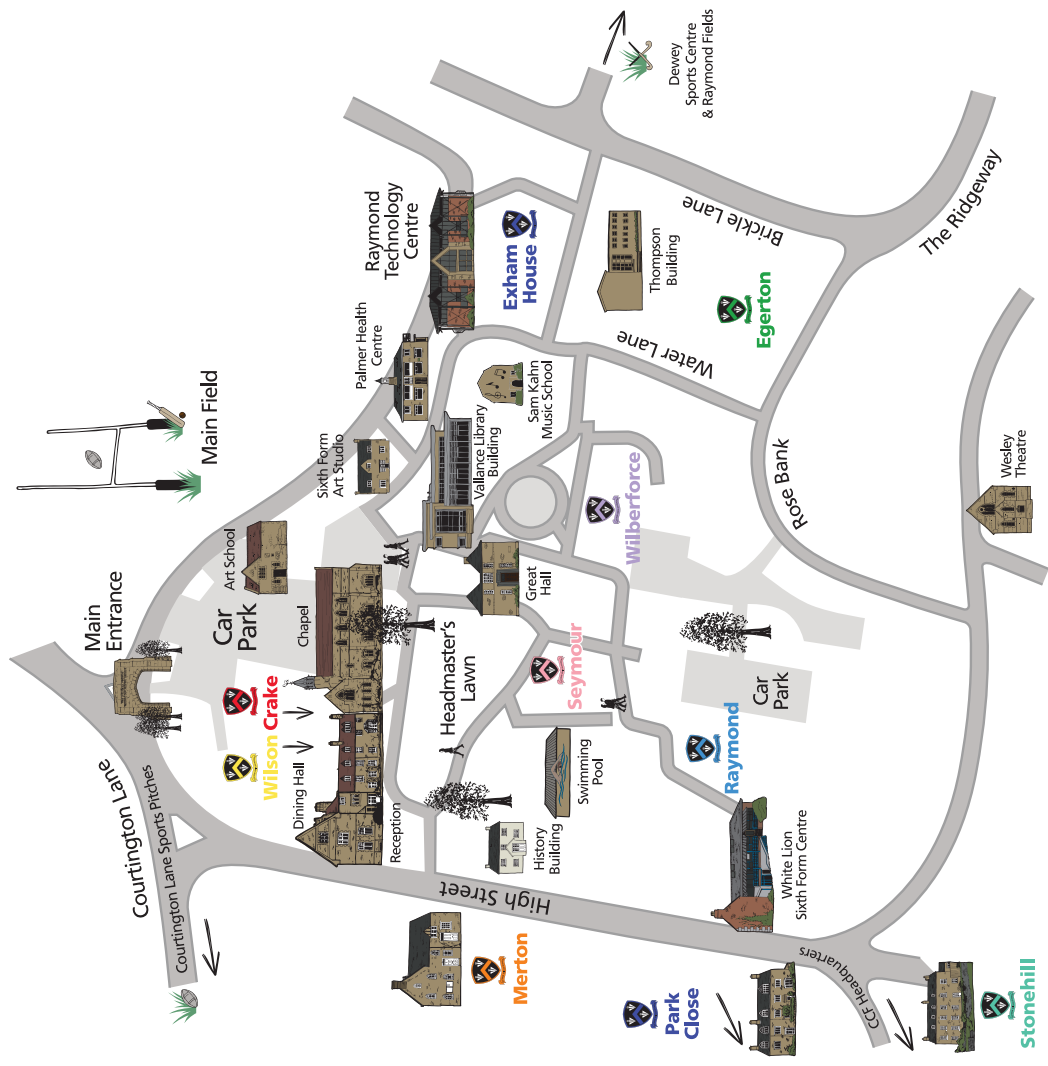 Dewey
Sports Centre
& Raymond Fields
The Ridgeway
Brickle Lane
Raymond
Technology
Centre
Exham
House
Thompson
Building
Egerton
Water Lane
Palmer Health
Centre
Sam Kahn
Music School
Vallance Library
Building
Sixth Form
Art Studio
Main Field
Art School
Main
Entrance
Car
Park
Chapel
Great
Hall
Wilberforce
Rose Bank
Wesley
Theatre
Headmaster's
Lawn
Seymour
Car
Park
Crake
Wilson
Dining Hall
Reception
Swimming
Pool
History
Building
Raymond
White Lion
Sixth Form Centre
Courtington Lane
Courtington Lane Sports Pitches
High Street
Merton
Park
Close
CCF Headquarters
Stonehill